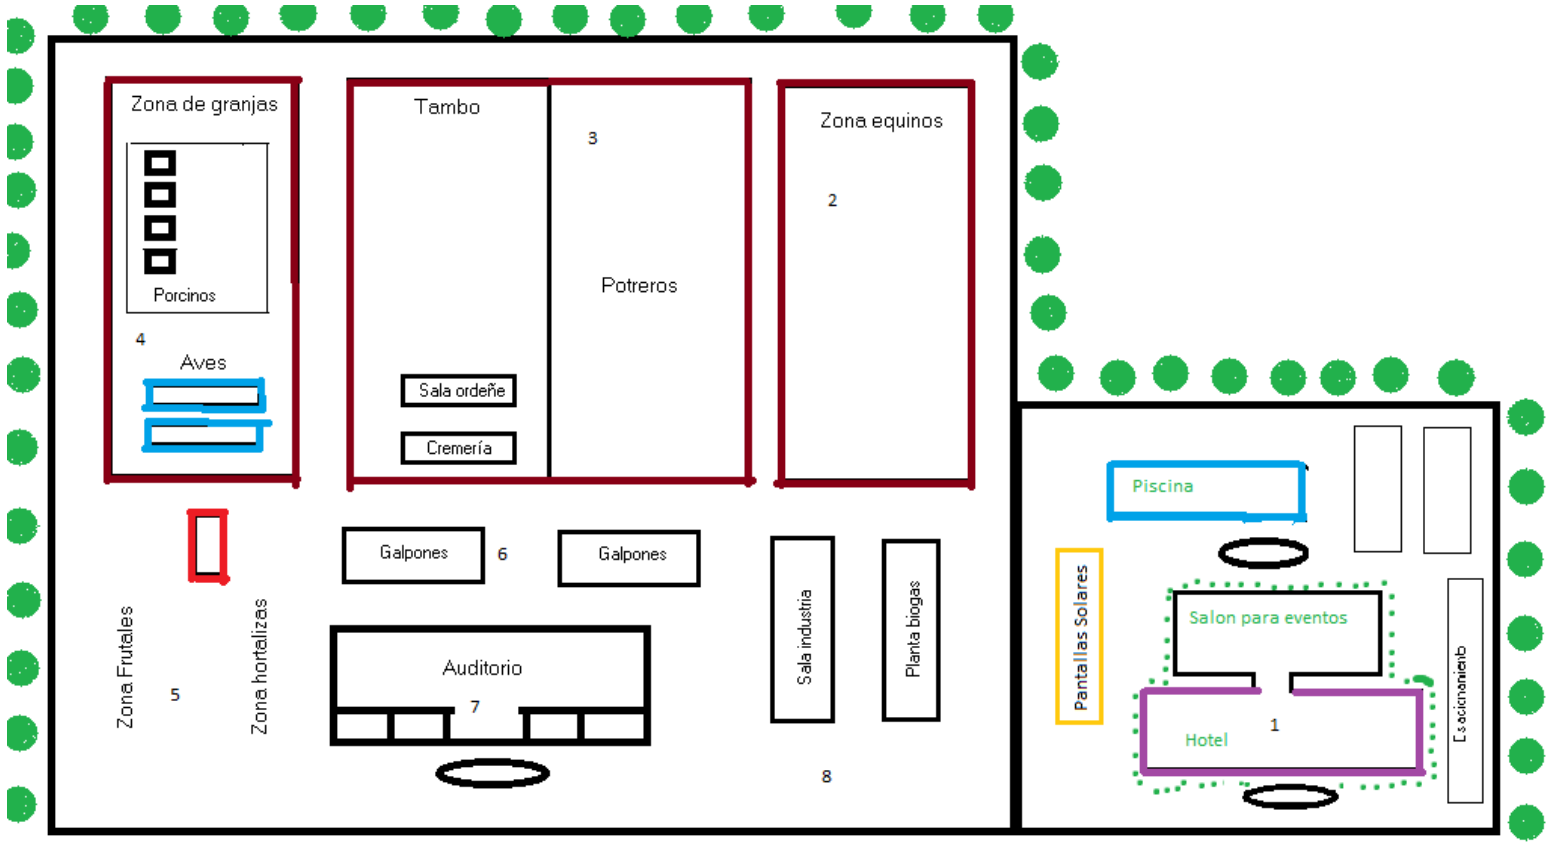 Zona de granjas
Porcinos
4
Aves
Tambo
3
Potreros
Sala ordeñe
Cremería
Zona equinos
2
Galpones
6
Galpones
Zona Frutales
5
Zona hortalizas
Auditorio
7
Sala industria
Planta biogas
8
Piscina
Pantallas Solares
Salon para eventos
1
Hotel
Esacionamiento